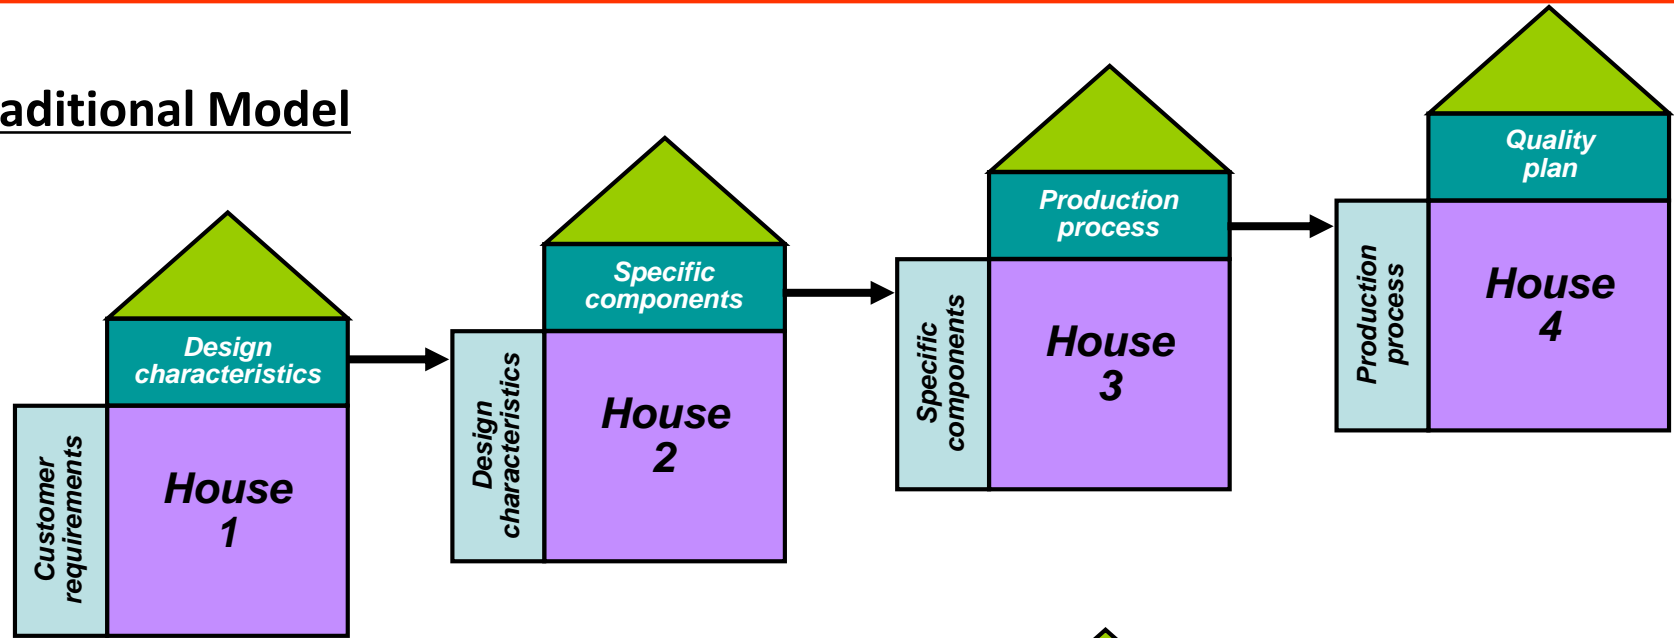 aditional Model
Design
characteristics
Customer
requirements
House
1
Specific
components
Design
characteristics
House
2
Production
process
Specific
components
House
3
Quality
plan
Production
process
House
4